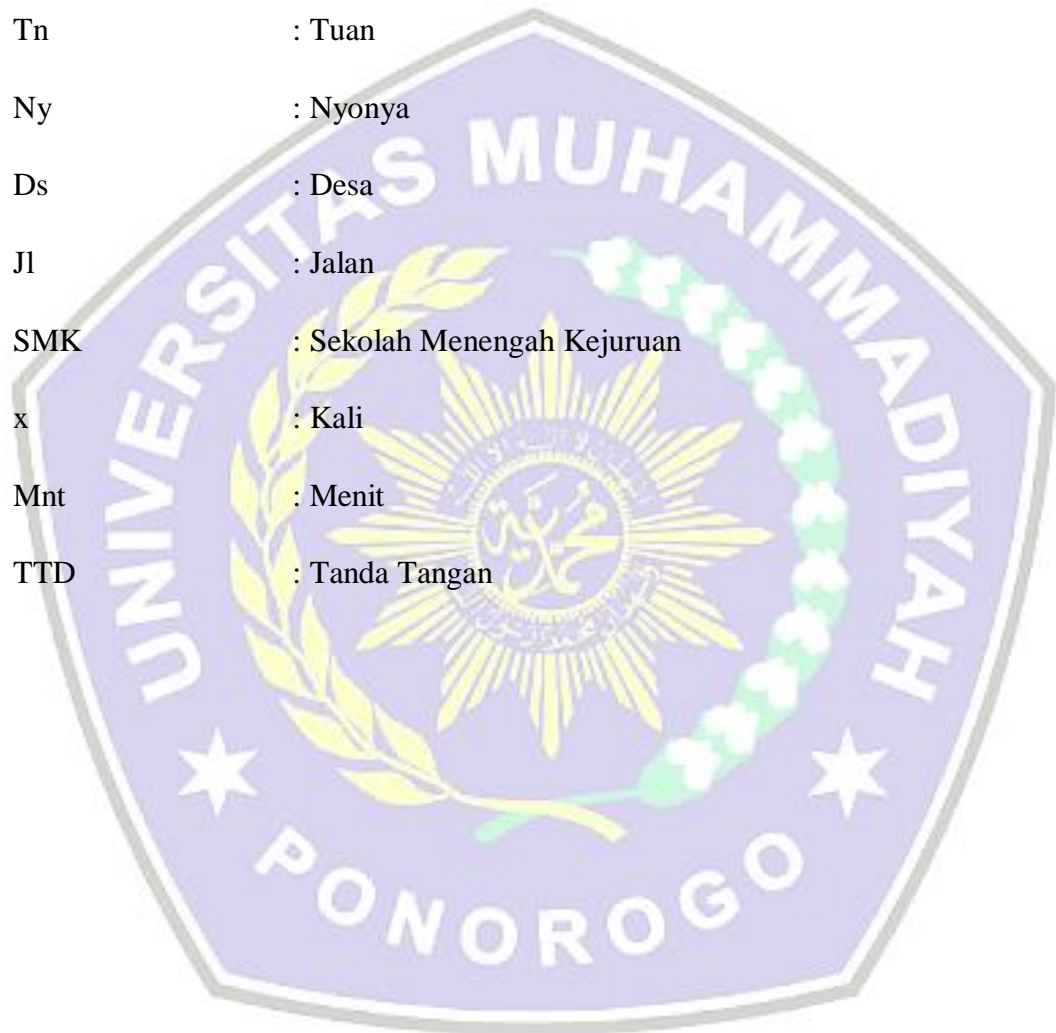 Tn : Tuan
Ny : Nyonya
Ds : Desa
Jl : Jalan
SMK : Sekolah Menengah Kejuruan
x : Kali
Mnt : Menit
TTD : Tanda Tangan
UNIVERSITAS MUHAMMADIYAH
PONOROGO
محمدية